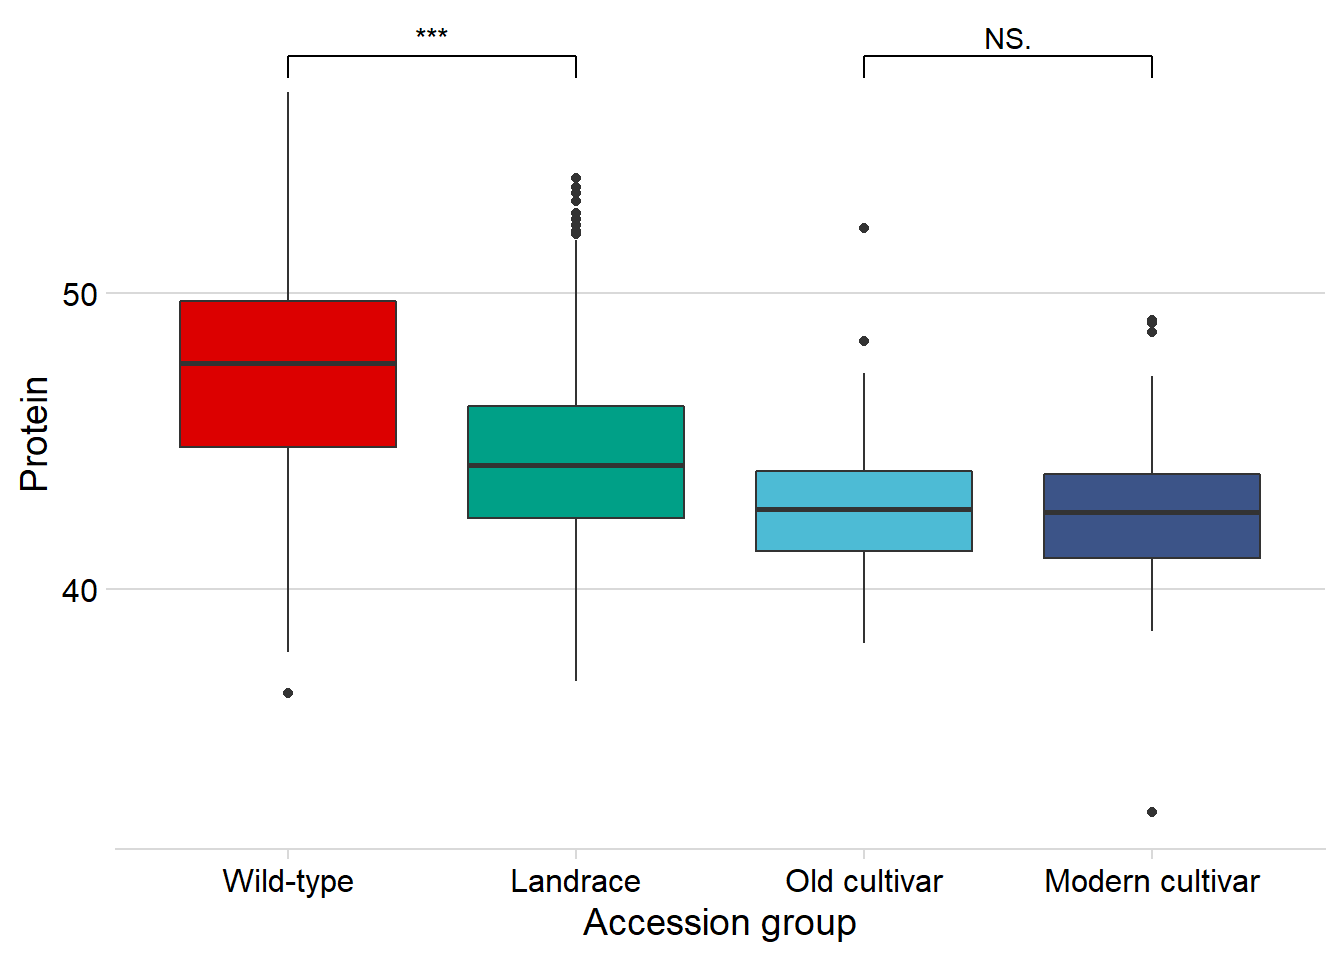 ***
NS.
50
40
Protein
Wild-type
Landrace
Old cultivar
Modern cultivar
Accession group